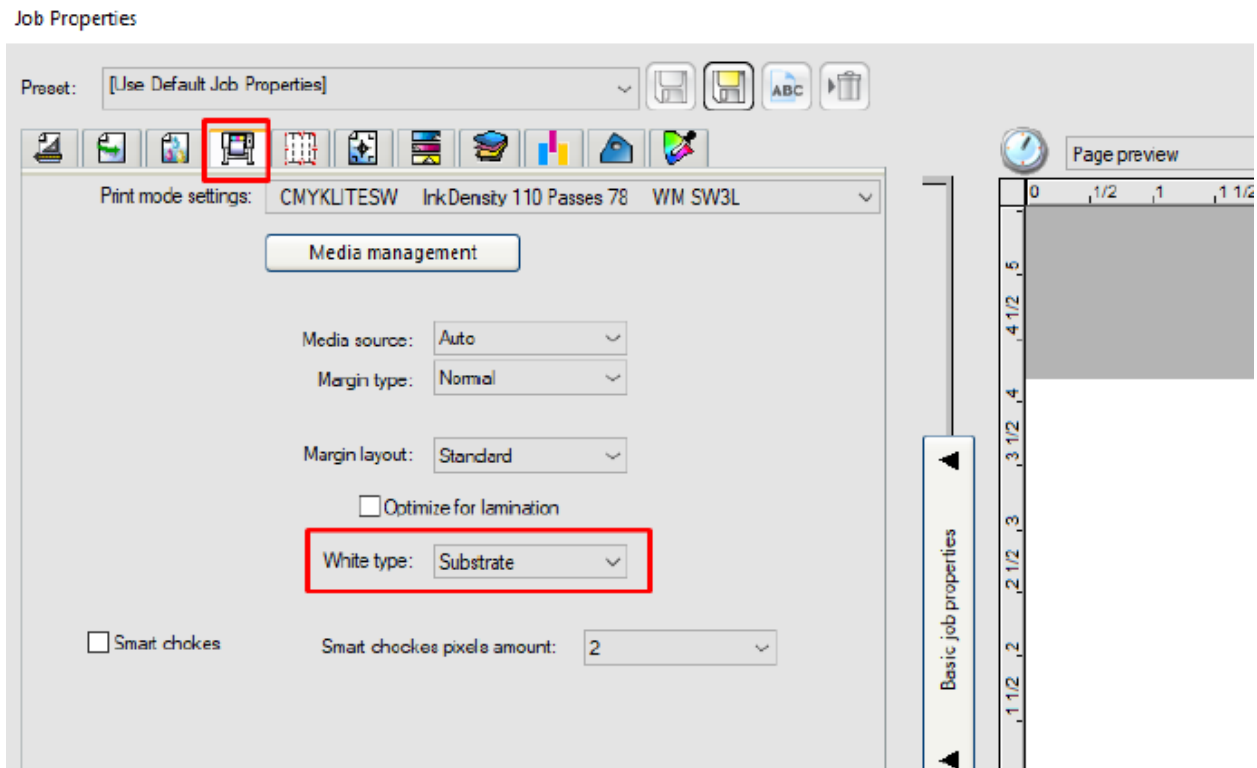 Job Properties
Preset: [Use Default Job Properties]
ABC
Page preview
Print mode settings: CMYKLITESW InkDensity 110 Passes 78 WM SW3L
0 1/2 1 1 1/2
Media management
5
4 1/2
Media source: Auto
Margin type: Normal
4
3 1/2
Margin layout: Standard
Optimize for lamination
3
White type: Substrate
2 1/2
Basic job properties
Smart chokes Smart chockes pixels amount: 2
2
1 1/2